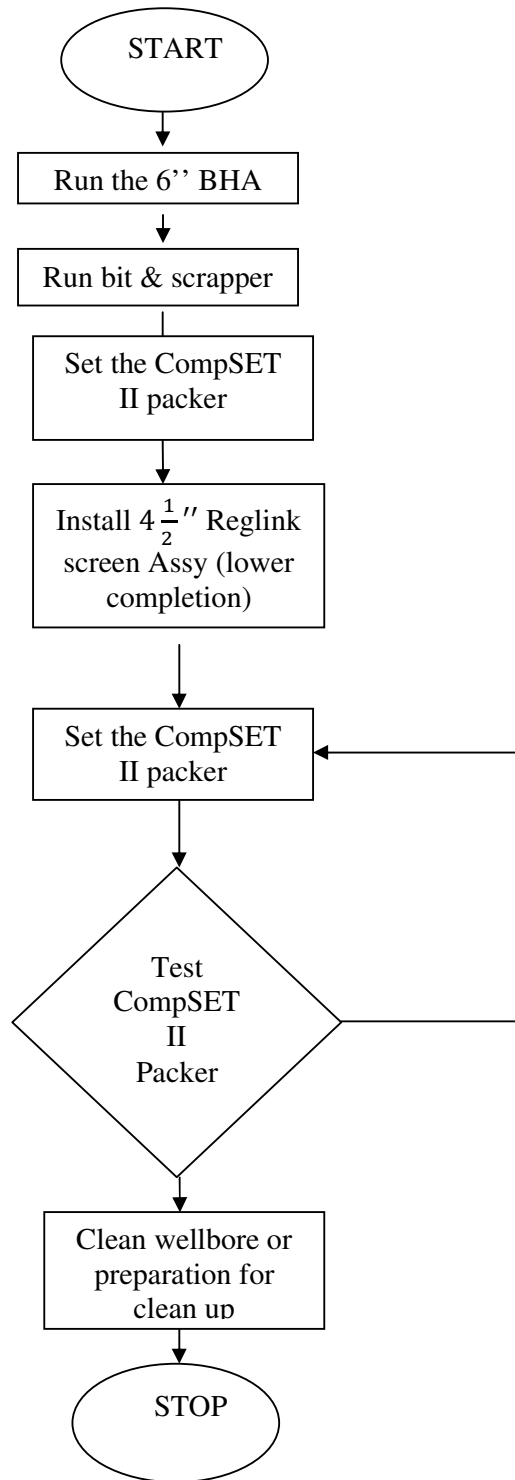 START
Run the 6’’ BHA
Run bit & scrapper
Set the CompSET
II packer
Install 4 1/2 ′′ Reglink
screen Assy (lower
completion)
Set the CompSET
II packer
Test
CompSET
II
Packer
Clean wellbore or
preparation for
clean up
STOP